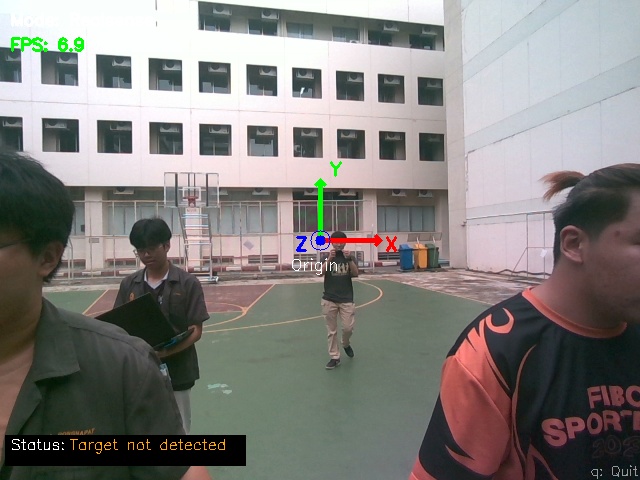 FPS: 6.9
Y
Z
X
Origin
FIBO
SPORT
Status: Target not detected
q: Quit